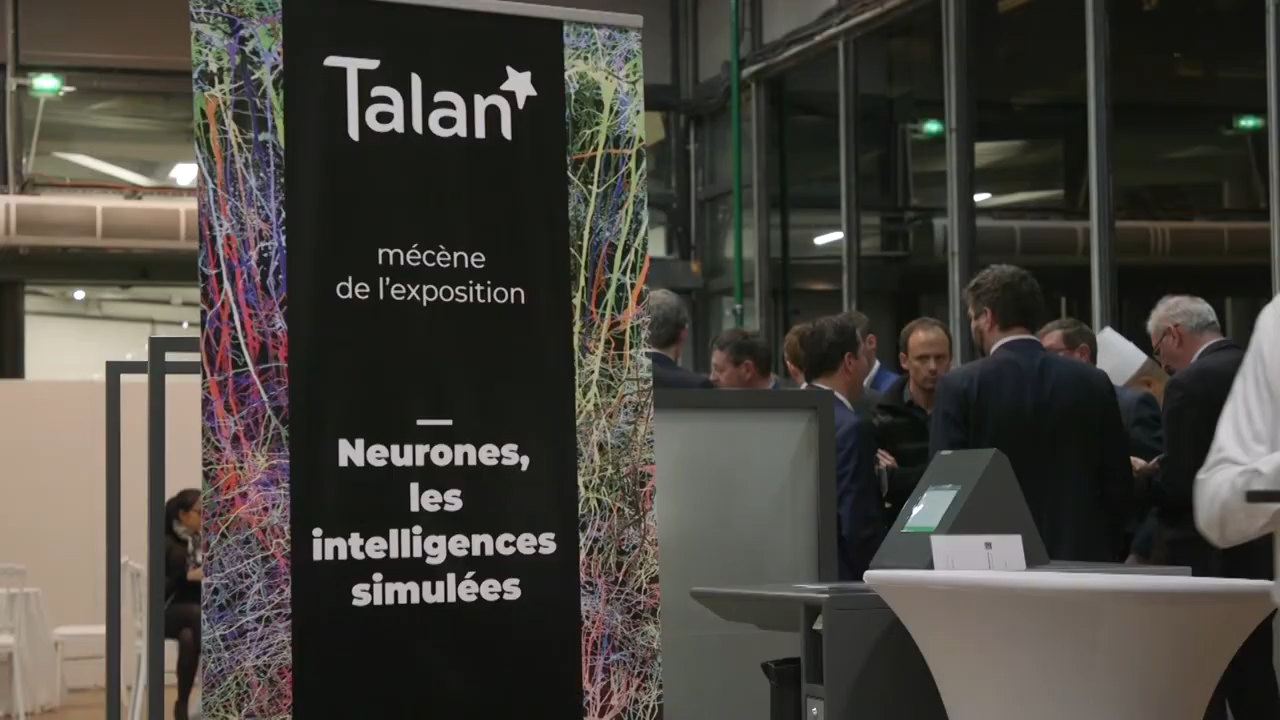 Talan
mécène
de l'exposition
Neurones,
les
intelligences
simulées